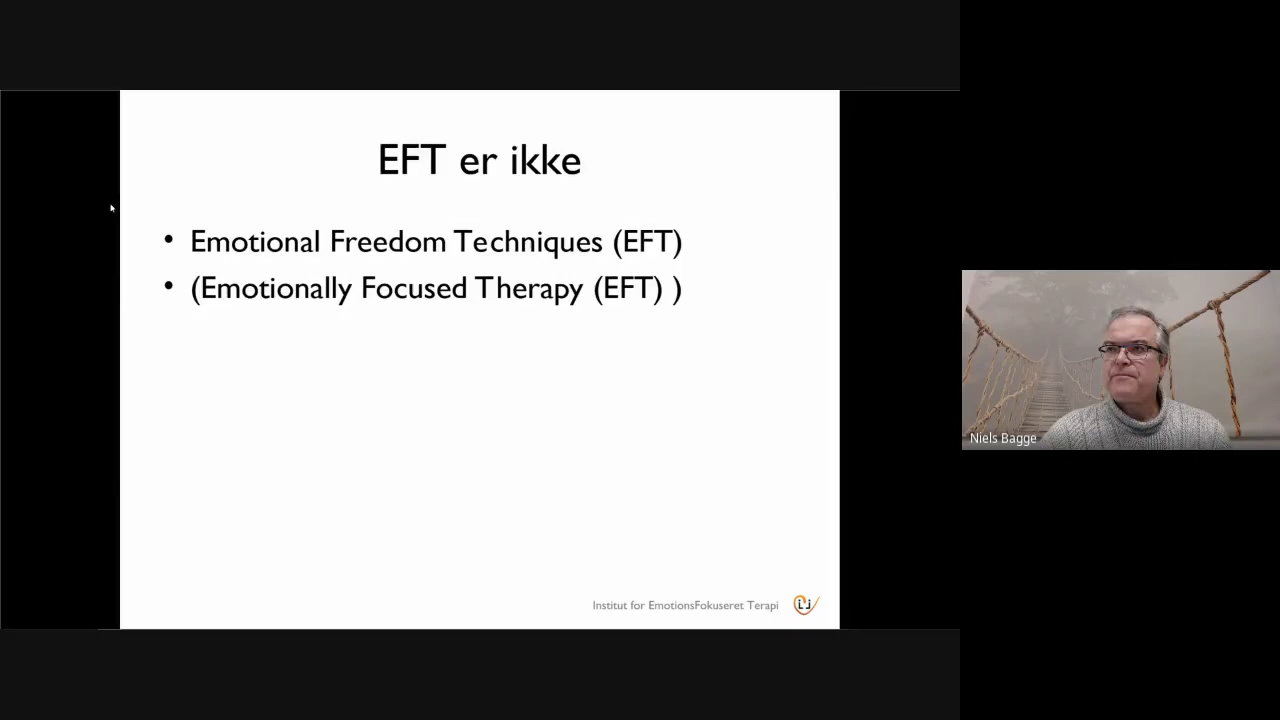 EFT er ikke
• Emotional Freedom Techniques (EFT)
• (Emotionally Focused Therapy (EFT) )
Niels Bagge
Institut for EmotionsFokuseret Terapi